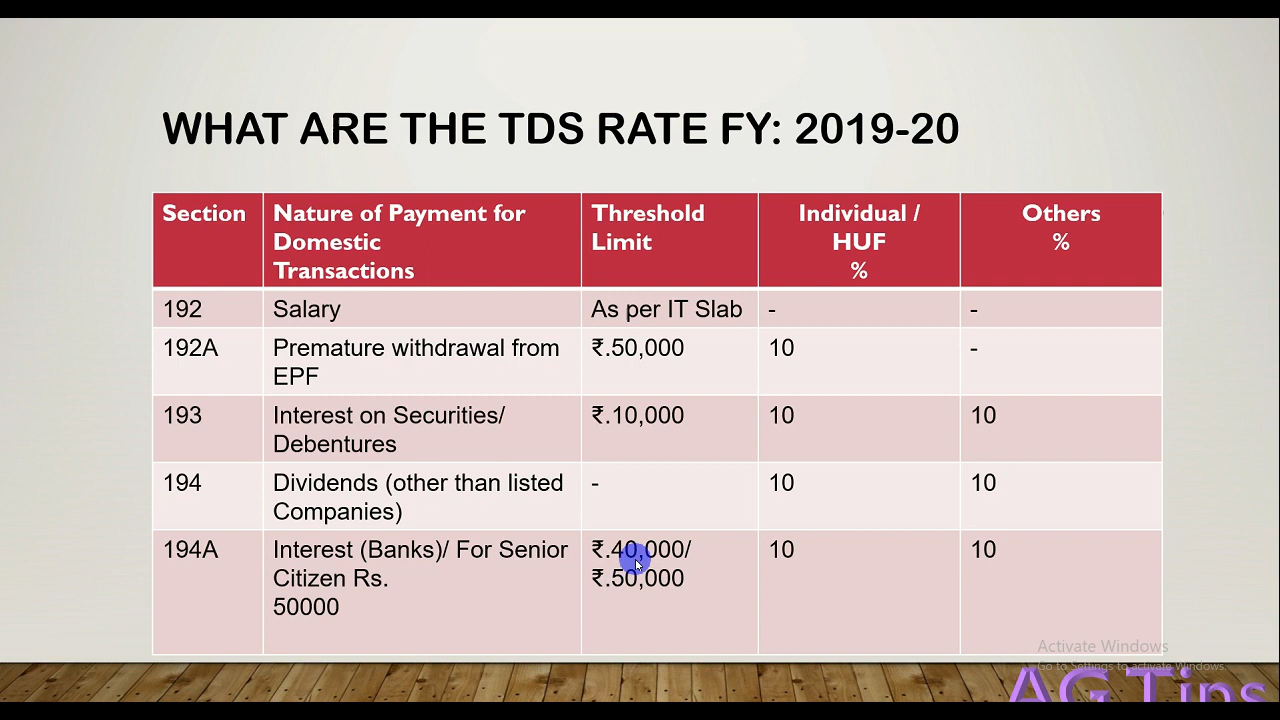 WHAT ARE THE TDS RATE FY: 2019-20
Section
Nature of Payment for
Domestic
Transactions
Threshold
Limit
Individual /
HUF
%
Others
%
192
Salary
As per IT Slab
-
-
192A
Premature withdrawal from
EPF
₹.50,000
10
-
193
Interest on Securities/
Debentures
₹.10,000
10
10
194
Dividends (other than listed
Companies)
-
10
10
194A
Interest (Banks)/ For Senior
Citizen Rs.
50000
₹.40,000/
₹.50,000
10
10
Activate Windows
Go to Settings to activate Windows.
AG Tips